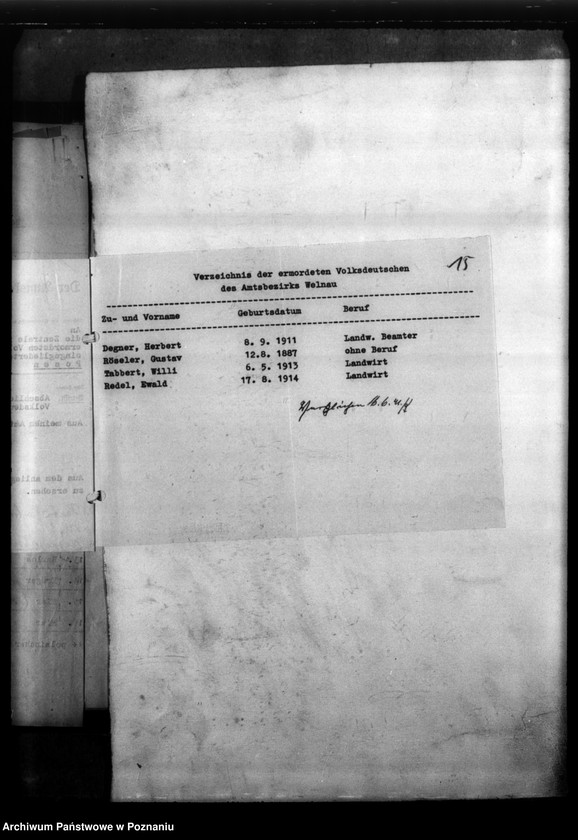 15
Verzeichnis der ermordeten Volksdeutschen
des Amtsbezirks Welnau
Zu- und Vorname Geburtsdatum Beruf
Degner, Herbert 8. 9. 1911 Landw. Beamter
Röseler, Gustav 12.8. 1887 ohne Beruf
Tabbert, Willi 6. 5. 1913 Landwirt
Redel, Ewald 17. 8. 1914 Landwirt
Archiwum Państwowe w Poznaniu